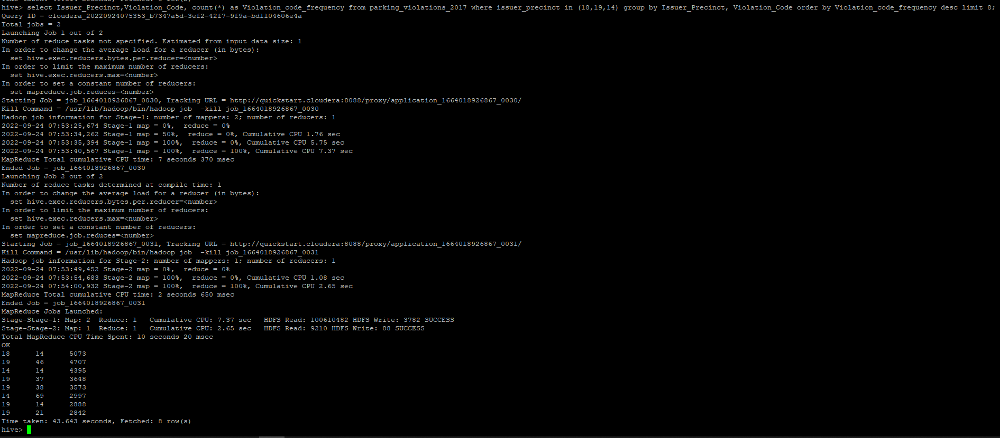 hive> select Issuer_Precinct,Violation_Code, count(*) as Violation_code_frequency from parking_violations_2017 where issuer_precinct in (18,19,14) group by Issuer_Precinct, Violation_Code order by Violation_code_frequency desc limit 8;
Query ID = cloudera_20220924075353_b7347a5d-3ef2-42f7-9f9a-bd1104606e4a
Total jobs = 2
Launching Job 1 out of 2
Number of reduce tasks not specified. Estimated from input data size: 1
In order to change the average load for a reducer (in bytes):
  set hive.exec.reducers.bytes.per.reducer=<number>
In order to limit the maximum number of reducers:
  set hive.exec.reducers.max=<number>
In order to set a constant number of reducers:
  set mapreduce.job.reduces=<number>
Starting Job = job_1664018926867_0030, Tracking URL = http://quickstart.cloudera:8088/proxy/application_1664018926867_0030/
Kill Command = /usr/lib/hadoop/bin/hadoop job  -kill job_1664018926867_0030
Hadoop job information for Stage-1: number of mappers: 2; number of reducers: 1
2022-09-24 07:53:25,674 Stage-1 map = 0%,  reduce = 0%
2022-09-24 07:53:34,262 Stage-1 map = 50%,  reduce = 0%, Cumulative CPU 1.76 sec
2022-09-24 07:53:35,394 Stage-1 map = 100%,  reduce = 0%, Cumulative CPU 5.75 sec
2022-09-24 07:53:40,567 Stage-1 map = 100%,  reduce = 100%, Cumulative CPU 7.37 sec
MapReduce Total cumulative CPU time: 7 seconds 370 msec
Ended Job = job_1664018926867_0030
Launching Job 2 out of 2
Number of reduce tasks determined at compile time: 1
In order to change the average load for a reducer (in bytes):
  set hive.exec.reducers.bytes.per.reducer=<number>
In order to limit the maximum number of reducers:
  set hive.exec.reducers.max=<number>
In order to set a constant number of reducers:
  set mapreduce.job.reduces=<number>
Starting Job = job_1664018926867_0031, Tracking URL = http://quickstart.cloudera:8088/proxy/application_1664018926867_0031/
Kill Command = /usr/lib/hadoop/bin/hadoop job  -kill job_1664018926867_0031
Hadoop job information for Stage-2: number of mappers: 1; number of reducers: 1
2022-09-24 07:53:49,452 Stage-2 map = 0%,  reduce = 0%
2022-09-24 07:53:54,683 Stage-2 map = 100%,  reduce = 0%, Cumulative CPU 1.08 sec
2022-09-24 07:54:00,932 Stage-2 map = 100%,  reduce = 100%, Cumulative CPU 2.65 sec
MapReduce Total cumulative CPU time: 2 seconds 650 msec
Ended Job = job_1664018926867_0031
MapReduce Jobs Launched:
Stage-Stage-1: Map: 2  Reduce: 1   Cumulative CPU: 7.37 sec   HDFS Read: 100610482 HDFS Write: 3782 SUCCESS
Stage-Stage-2: Map: 1  Reduce: 1   Cumulative CPU: 2.65 sec   HDFS Read: 9210 HDFS Write: 88 SUCCESS
Total MapReduce CPU Time Spent: 10 seconds 20 msec
OK
18      14      5073
19      46      4707
14      14      4395
19      37      3648
19      38      3573
14      69      2997
19      14      2888
19      21      2842
Time taken: 43.643 seconds, Fetched: 8 row(s)
hive>